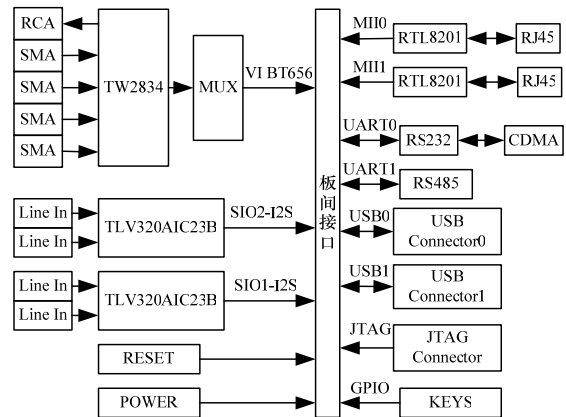 RCA
SMA
SMA
SMA
SMA
TW2834
MUX
VI BT656
Line In
Line In
TLV320AIC23B
SIO2-I2S
Line In
Line In
TLV320AIC23B
SIO1-I2S
RESET
POWER
板间接口
MII0
RTL8201
RJ45
MII1
RTL8201
RJ45
UART0
RS232
CDMA
UART1
RS485
USB0
USB
Connector0
USB1
USB
Connector1
JTAG
JTAG
Connector
GPIO
KEYS